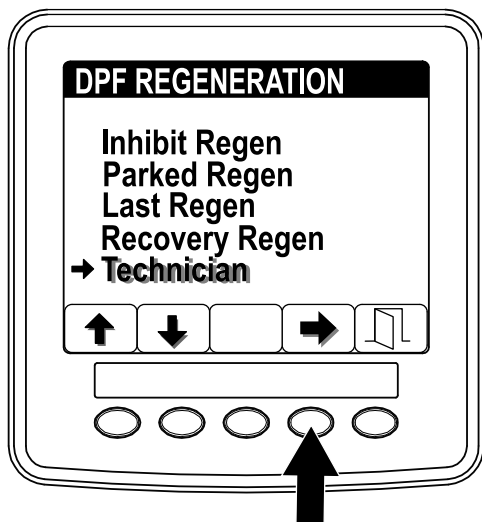 DPF REGENERATION
Inhibit Regen
Parked Regen
Last Regen
Recovery Regen
Technician